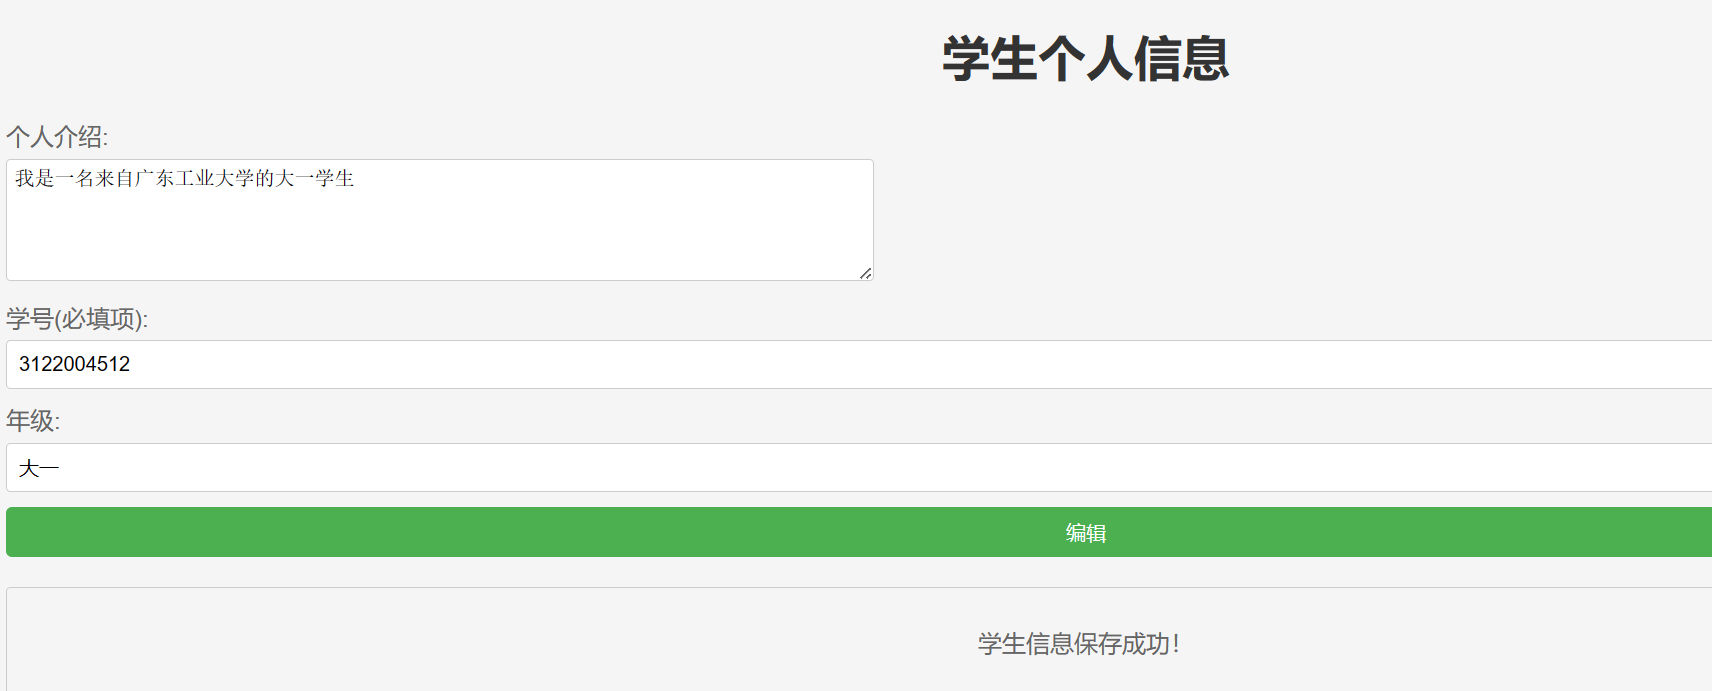 学生个人信息
个人介绍:
我是一名来自广东工业大学的大一学生
学号(必填项):
3122004512
年级:
大一
编辑
学生信息保存成功!